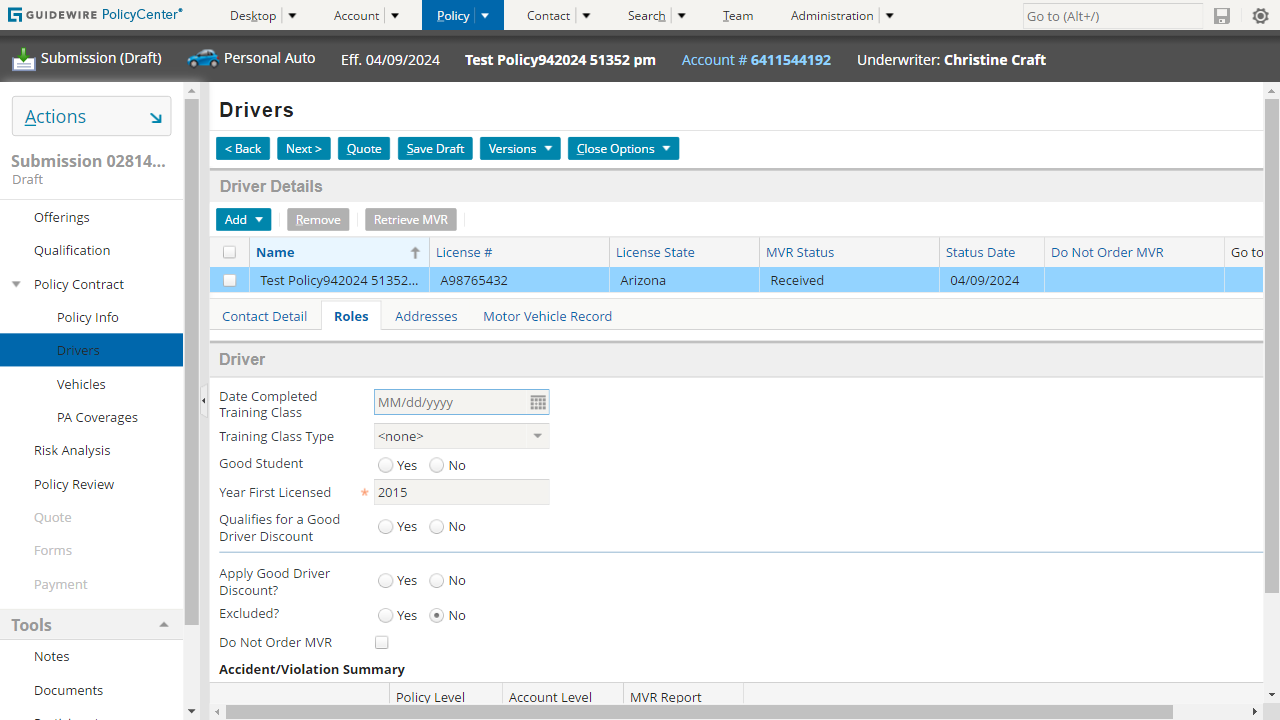 GUIDEWIRE PolicyCenter
Desktop
Account
Policy
Contact
Search
Team
Administration
Go to (Alt+/)
Submission (Draft)
Personal Auto
Eff. 04/09/2024
Test Policy942024 51352 pm
Account # 6411544192
Underwriter: Christine Craft
Actions
Submission 02814...
Draft
Offerings
Qualification
Policy Contract
Policy Info
Drivers
Vehicles
PA Coverages
Risk Analysis
Policy Review
Quote
Forms
Payment
Tools
Notes
Documents
Drivers
< Back
Next >
Quote
Save Draft
Versions
Close Options
Driver Details
Add
Remove
Retrieve MVR
Name
License #
License State
MVR Status
Status Date
Do Not Order MVR
Go to
Test Policy942024 51352...
A98765432
Arizona
Received
04/09/2024
Contact Detail
Roles
Addresses
Motor Vehicle Record
Driver
Date Completed
Training Class
MM/dd/yyyy
Training Class Type
<none>
Good Student
Yes
No
Year First Licensed
*
2015
Qualifies for a Good
Driver Discount
Yes
No
Apply Good Driver
Discount?
Yes
No
Excluded?
Yes
No
Do Not Order MVR
Accident/Violation Summary
Policy Level
Account Level
MVR Report